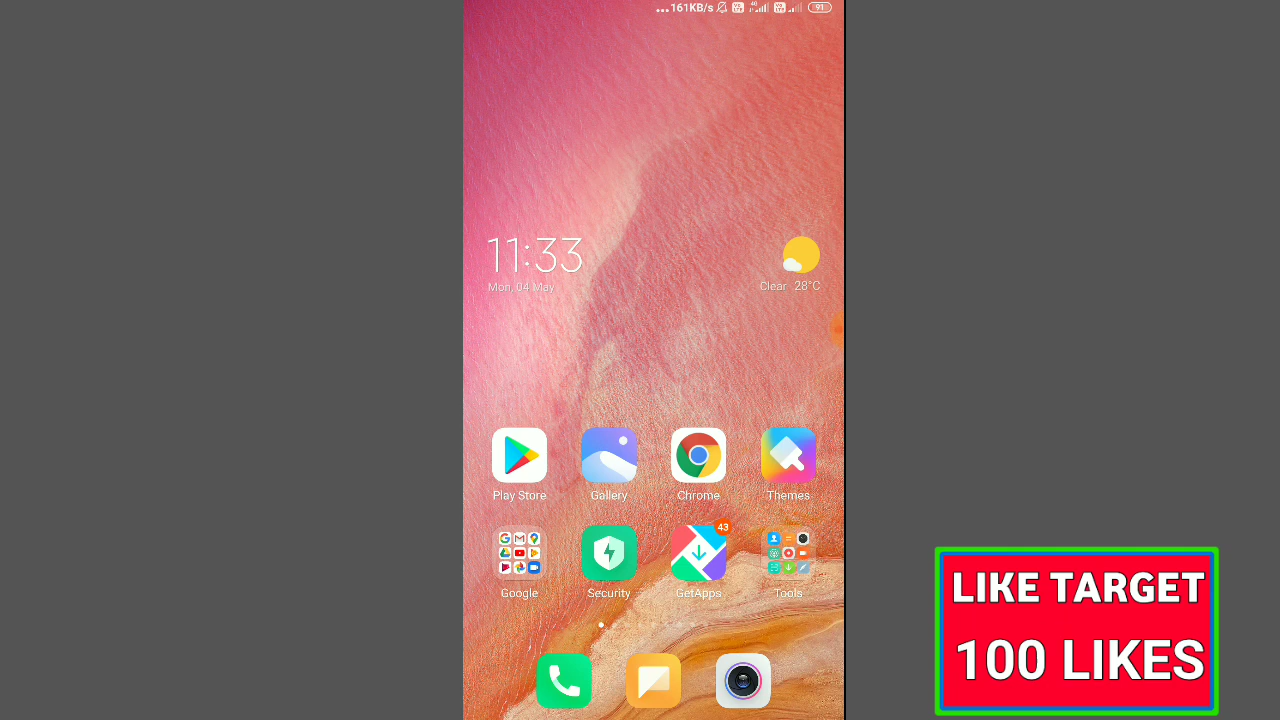 ...161KB/s 4G 91
11:33
Mon, 04 May
Clear 28°C
Play Store Gallery Chrome Themes
43
Google Security GetApps Tools
LIKE TARGET
100 LIKES